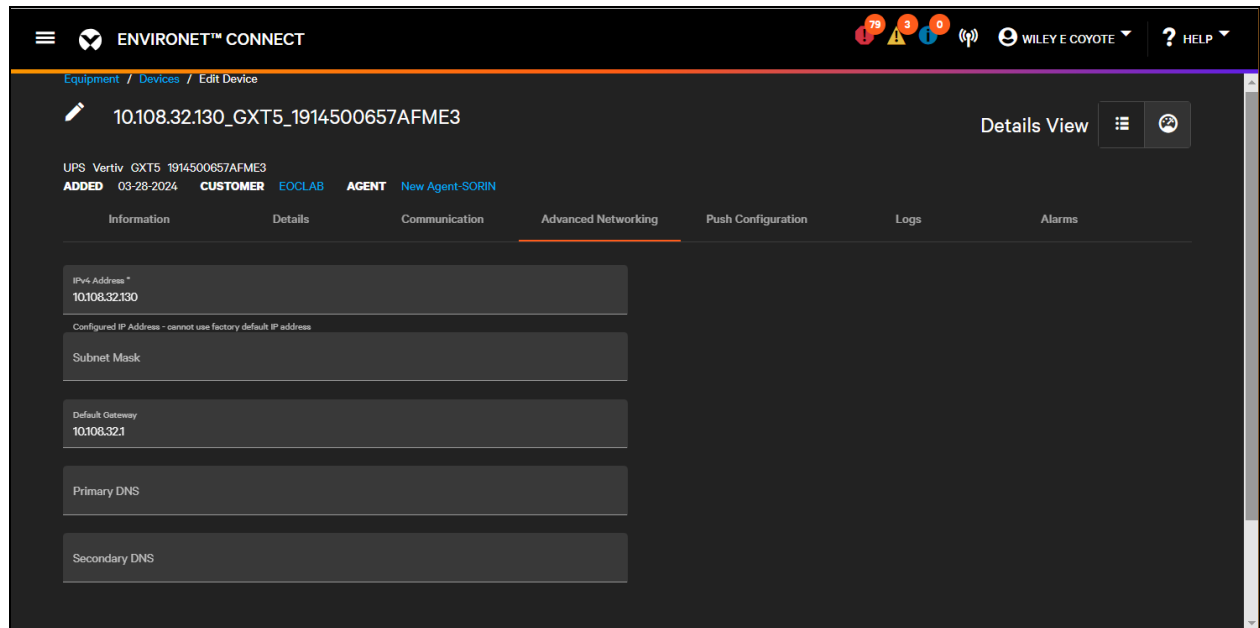 79 3 0
ENVIRONET™ CONNECT WILEY E COYOTE ? HELP
Equipment / Devices / Edit Device
10.108.32.130_GXT5_1914500657AFME3 Details View
UPS Vertiv GXT5 1914500657AFME3
ADDED 03-28-2024 CUSTOMER EOCLAB AGENT New Agent-SORIN
Information Details Communication Advanced Networking Push Configuration Logs Alarms
IPv4 Address *
10.108.32.130
Configured IP Address - cannot use factory default IP address
Subnet Mask
Default Gateway
10.108.32.1
Primary DNS
Secondary DNS